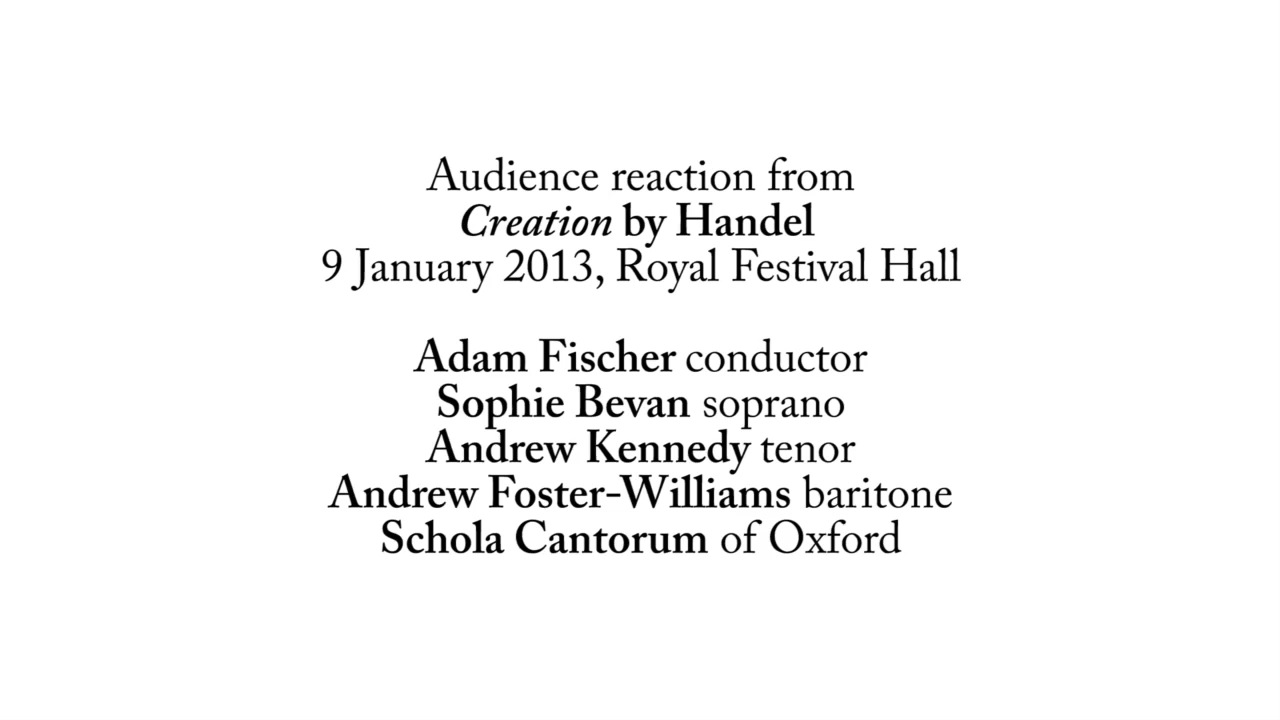 Audience reaction from
Creation by Handel
9 January 2013, Royal Festival Hall
Adam Fischer conductor
Sophie Bevan soprano
Andrew Kennedy tenor
Andrew Foster-Williams baritone
Schola Cantorum of Oxford